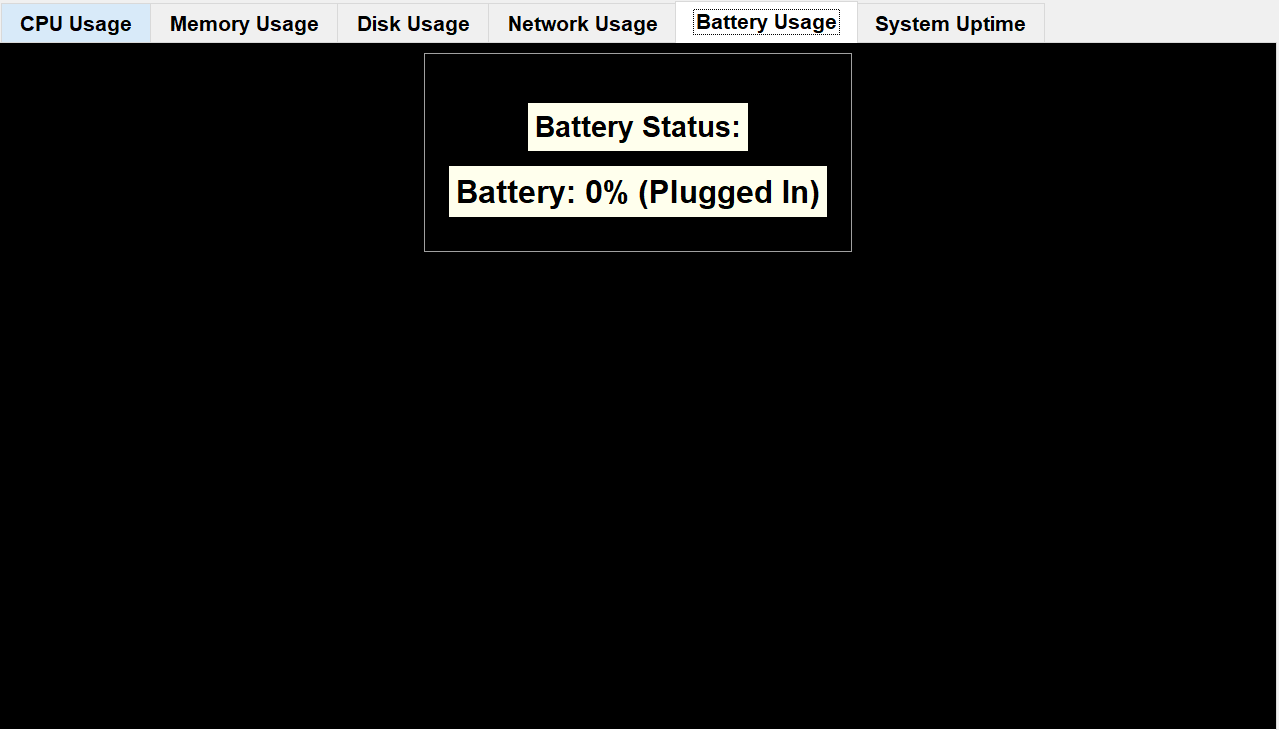 CPU Usage Memory Usage Disk Usage Network Usage Battery Usage System Uptime
Battery Status:
Battery: 0% (Plugged In)